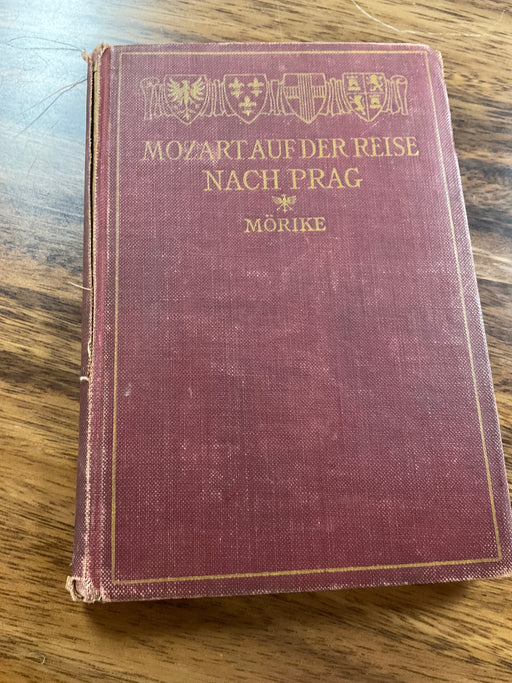 MOZART AUF DER REISE
NACH PRAG
MÖRIKE